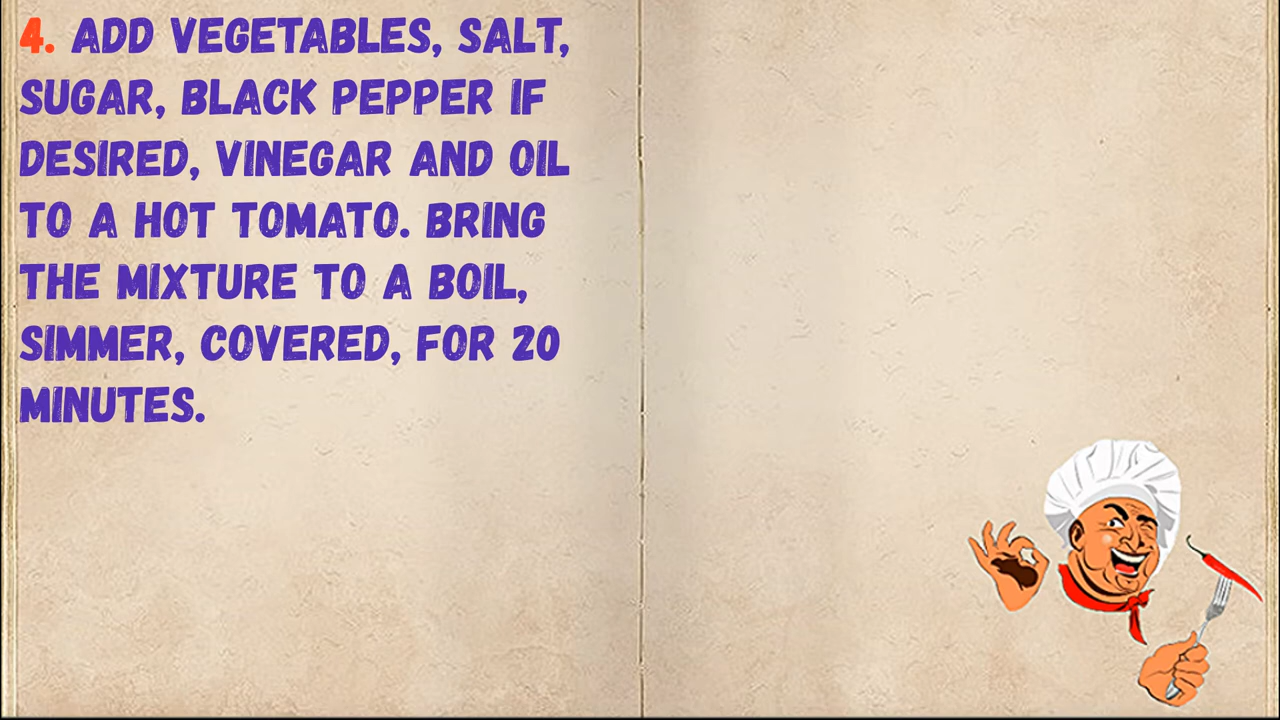 4. ADD VEGETABLES, SALT,
SUGAR, BLACK PEPPER IF
DESIRED, VINEGAR AND OIL
TO A HOT TOMATO. BRING
THE MIXTURE TO A BOIL,
SIMMER, COVERED, FOR 20
MINUTES.